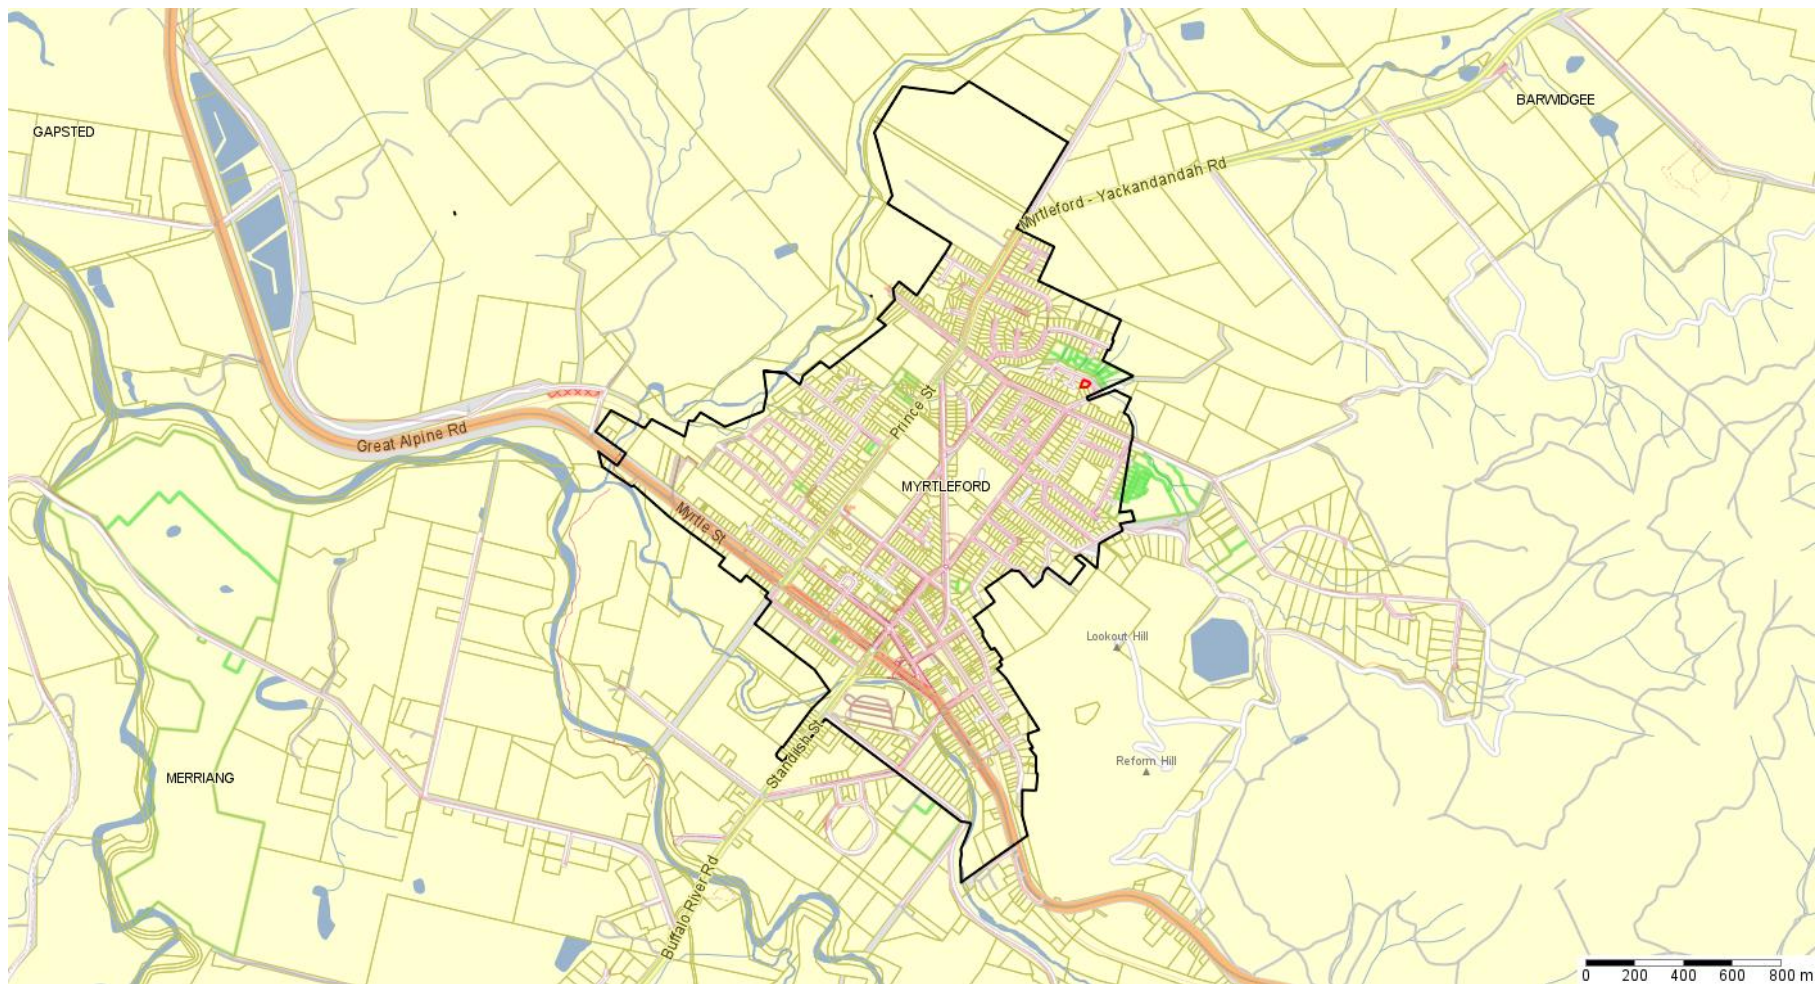 GAPSTED
BARWIDGEE
Myrtleford - Yackandandah Rd
Prince St
Great Alpine Rd
MYRTLEFORD
Myrtle St
Lookout Hill
Standish St
Reform Hill
MERRIANG
Buffalo River Rd
0 200 400 600 800 m